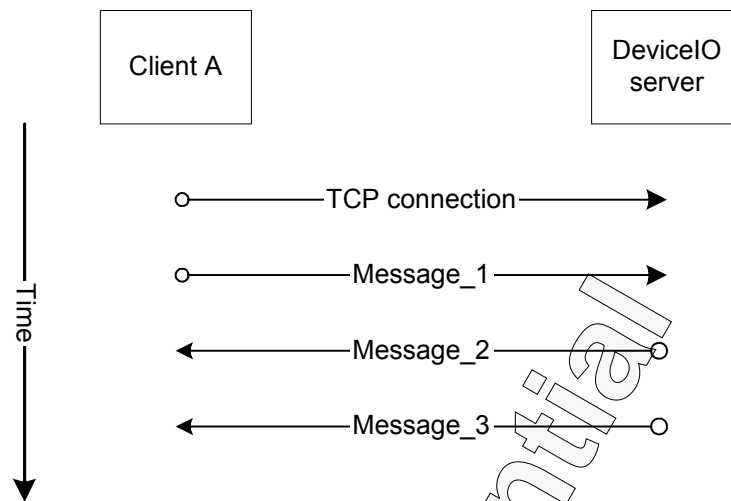 Client A
DeviceIO
server
TCP connection
Message_1
Time
Message_2
Message_3